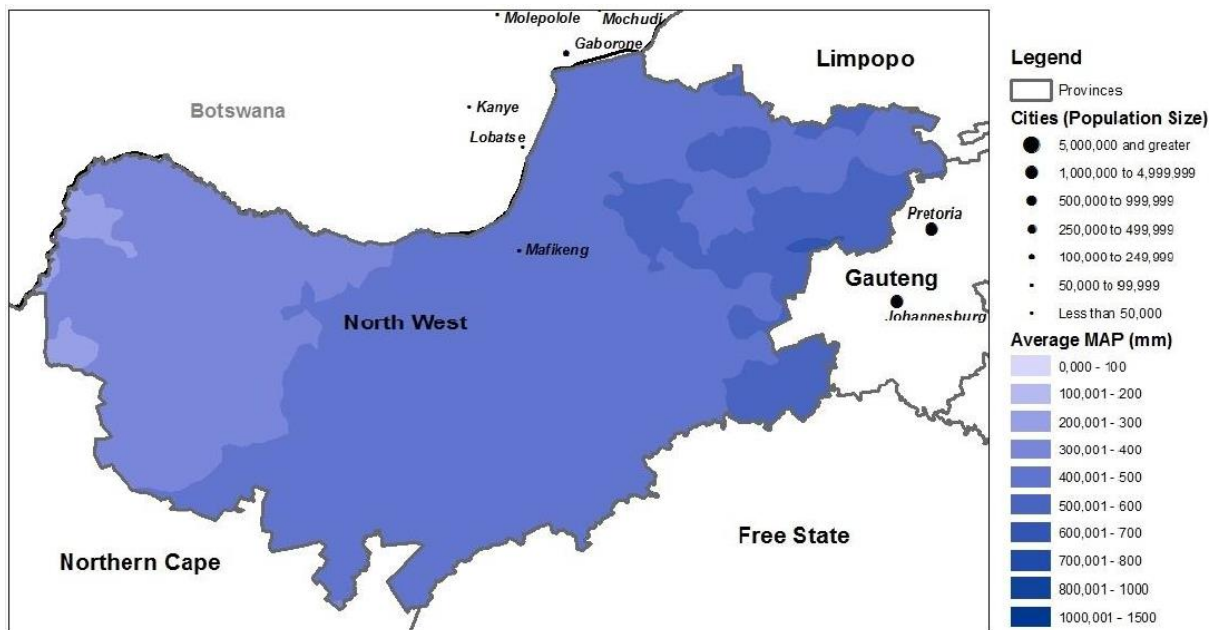 Molepolole
Mochudi
Gaborone
Limpopo
Botswana
Kanye
Lobatse
Pretoria
Mafikeng
Gauteng
North West
Johannesburg
Free State
Northern Cape
Legend
Provinces
Cities (Population Size)
5,000,000 and greater
1,000,000 to 4,999,999
500,000 to 999,999
250,000 to 499,999
100,000 to 249,999
50,000 to 99,999
Less than 50,000
Average MAP (mm)
0,000 - 100
100,001 - 200
200,001 - 300
300,001 - 400
400,001 - 500
500,001 - 600
600,001 - 700
700,001 - 800
800,001 - 1000
1000,001 - 1500